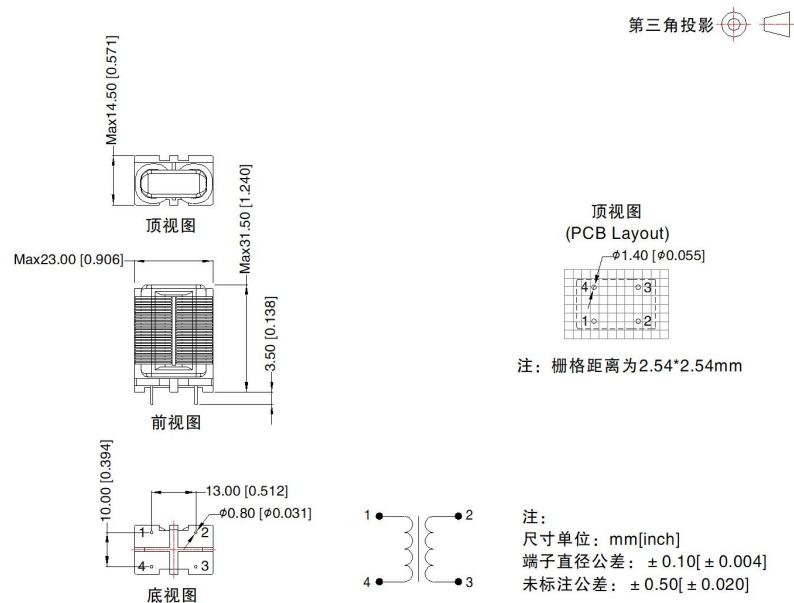 第三角投影
Max14.50 [0.571]
顶视图
Max31.50 [1.240]
Max23.00 [0.906]
3.50 [0.138]
前视图
顶视图
(PCB Layout)
φ1.40 [φ0.055]
4 3
1 2
注：栅格距离为2.54*2.54mm
10.00 [0.394]
13.00 [0.512]
φ0.80 [φ0.031]
1 2
4 3
底视图
1 2
4 3
注：
尺寸单位：mm[inch]
端子直径公差：±0.10[±0.004]
未标注公差：±0.50[±0.020]